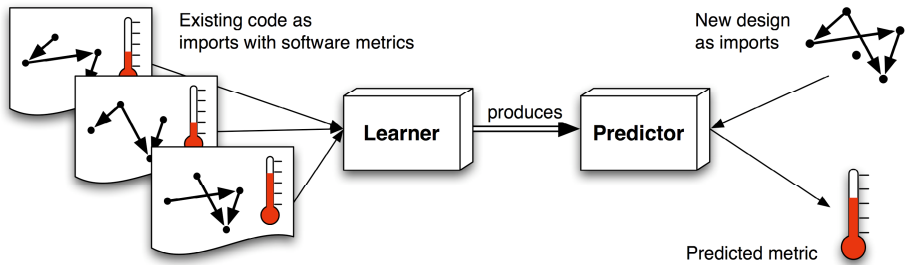 Existing code as
imports with software metrics
New design
as imports
Learner
produces
Predictor
Predicted metric